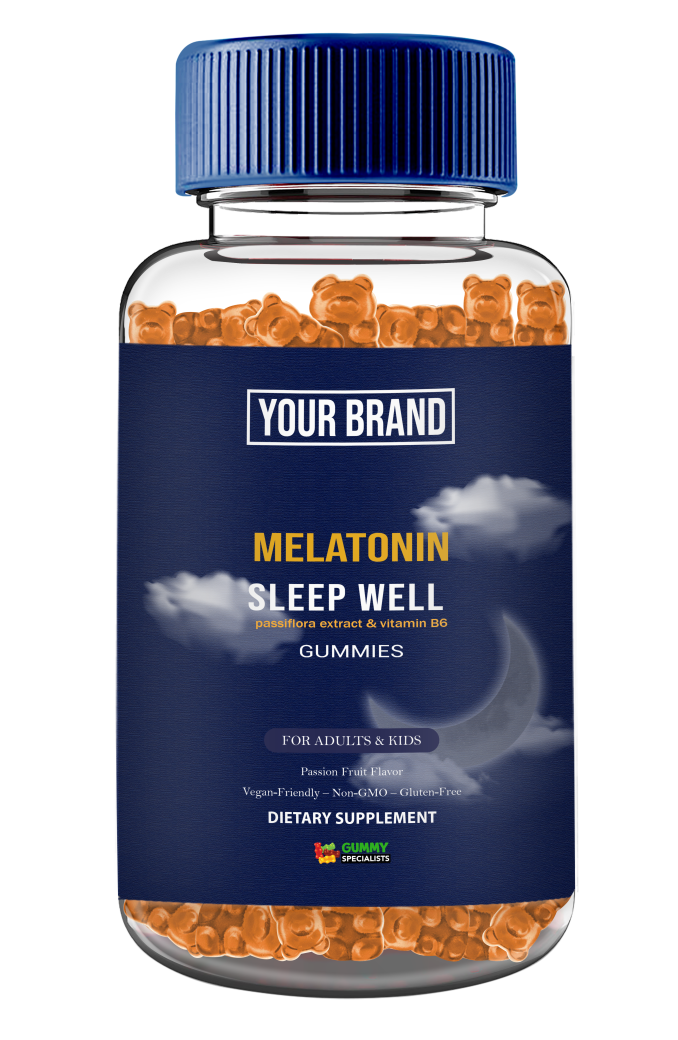 YOUR BRAND
MELATONIN
SLEEP WELL
passiflora extract & vitamin B6
GUMMIES
FOR ADULTS & KIDS
Passion Fruit Flavor
Vegan-Friendly – Non-GMO – Gluten-Free
DIETARY SUPPLEMENT
GUMMY
SPECIALISTS